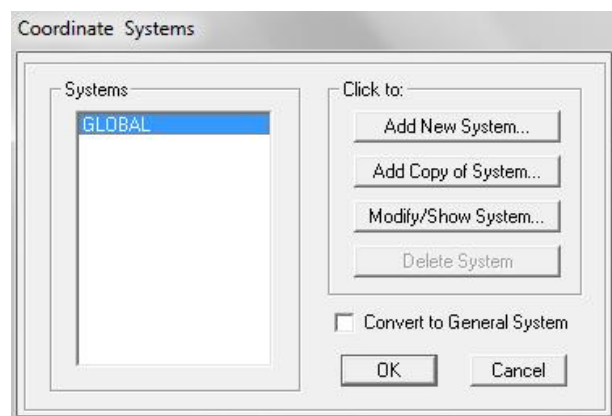 Coordinate Systems
Systems
GLOBAL
Click to:
Add New System...
Add Copy of System...
Modify/Show System...
Delete System
Convert to General System
OK
Cancel